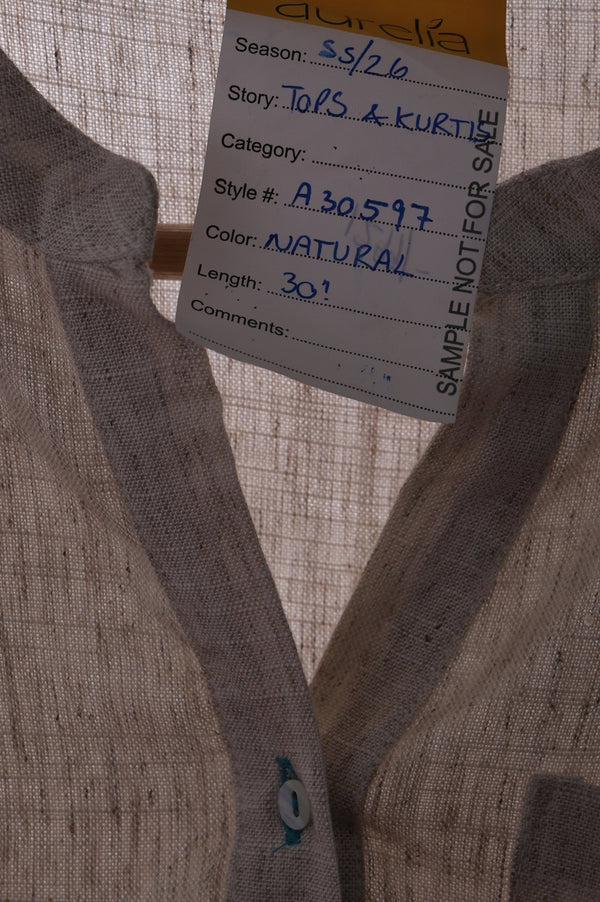 aurelia
Season: SS/26
Story: TOPS & KURTIS
Category:
Style #: A30597
Color: NATURAL
Length: 30!
Comments:
SAMPLE NOT FOR SALE